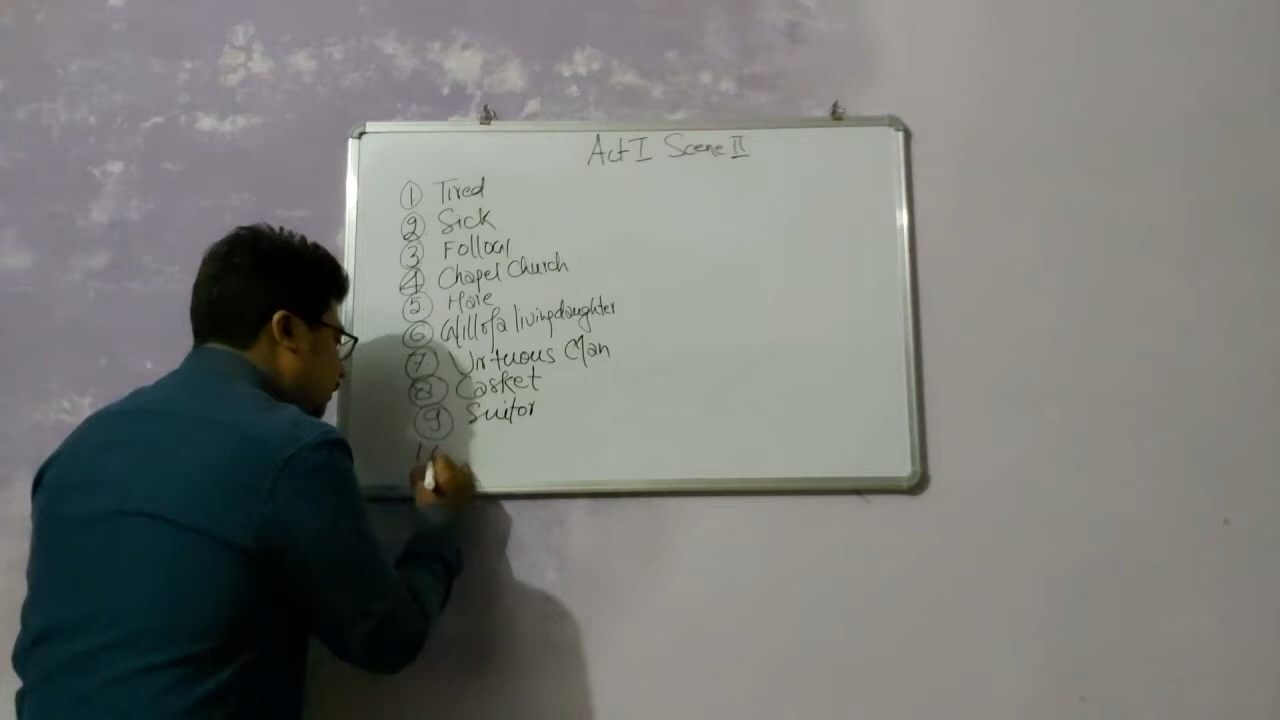 Act I Scene II
① Tired
② Sick
③ Follow
④ Chapel Church
⑤ Hare
⑥ Will of a living daughter
⑦ Virtuous Man
⑧ Casket
⑨ Suitor